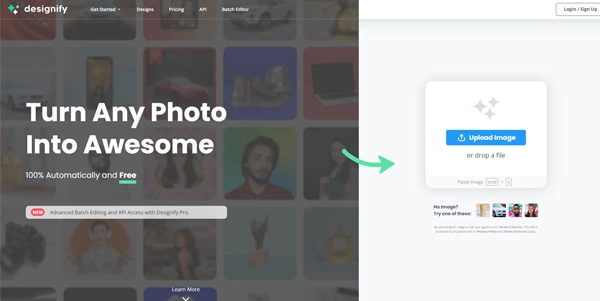 designify
Get Started Designs Pricing API Batch Editor
Login / Sign Up
Turn Any Photo
Into Awesome
100% Automatically and Free
NEW Advanced Batch-Editing and API Access with Designify Pro.
Learn More
Upload Image
or drop a file
Paste Image cmd + v
No Image?
Try one of these: